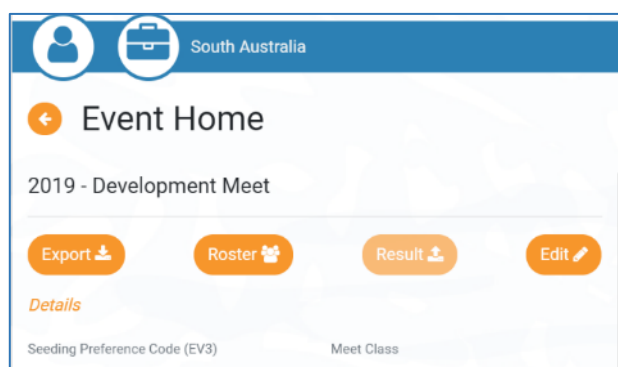 South Australia
Event Home
2019 - Development Meet
Export Roster Result Edit
Details
Seeding Preference Code (EV3) Meet Class